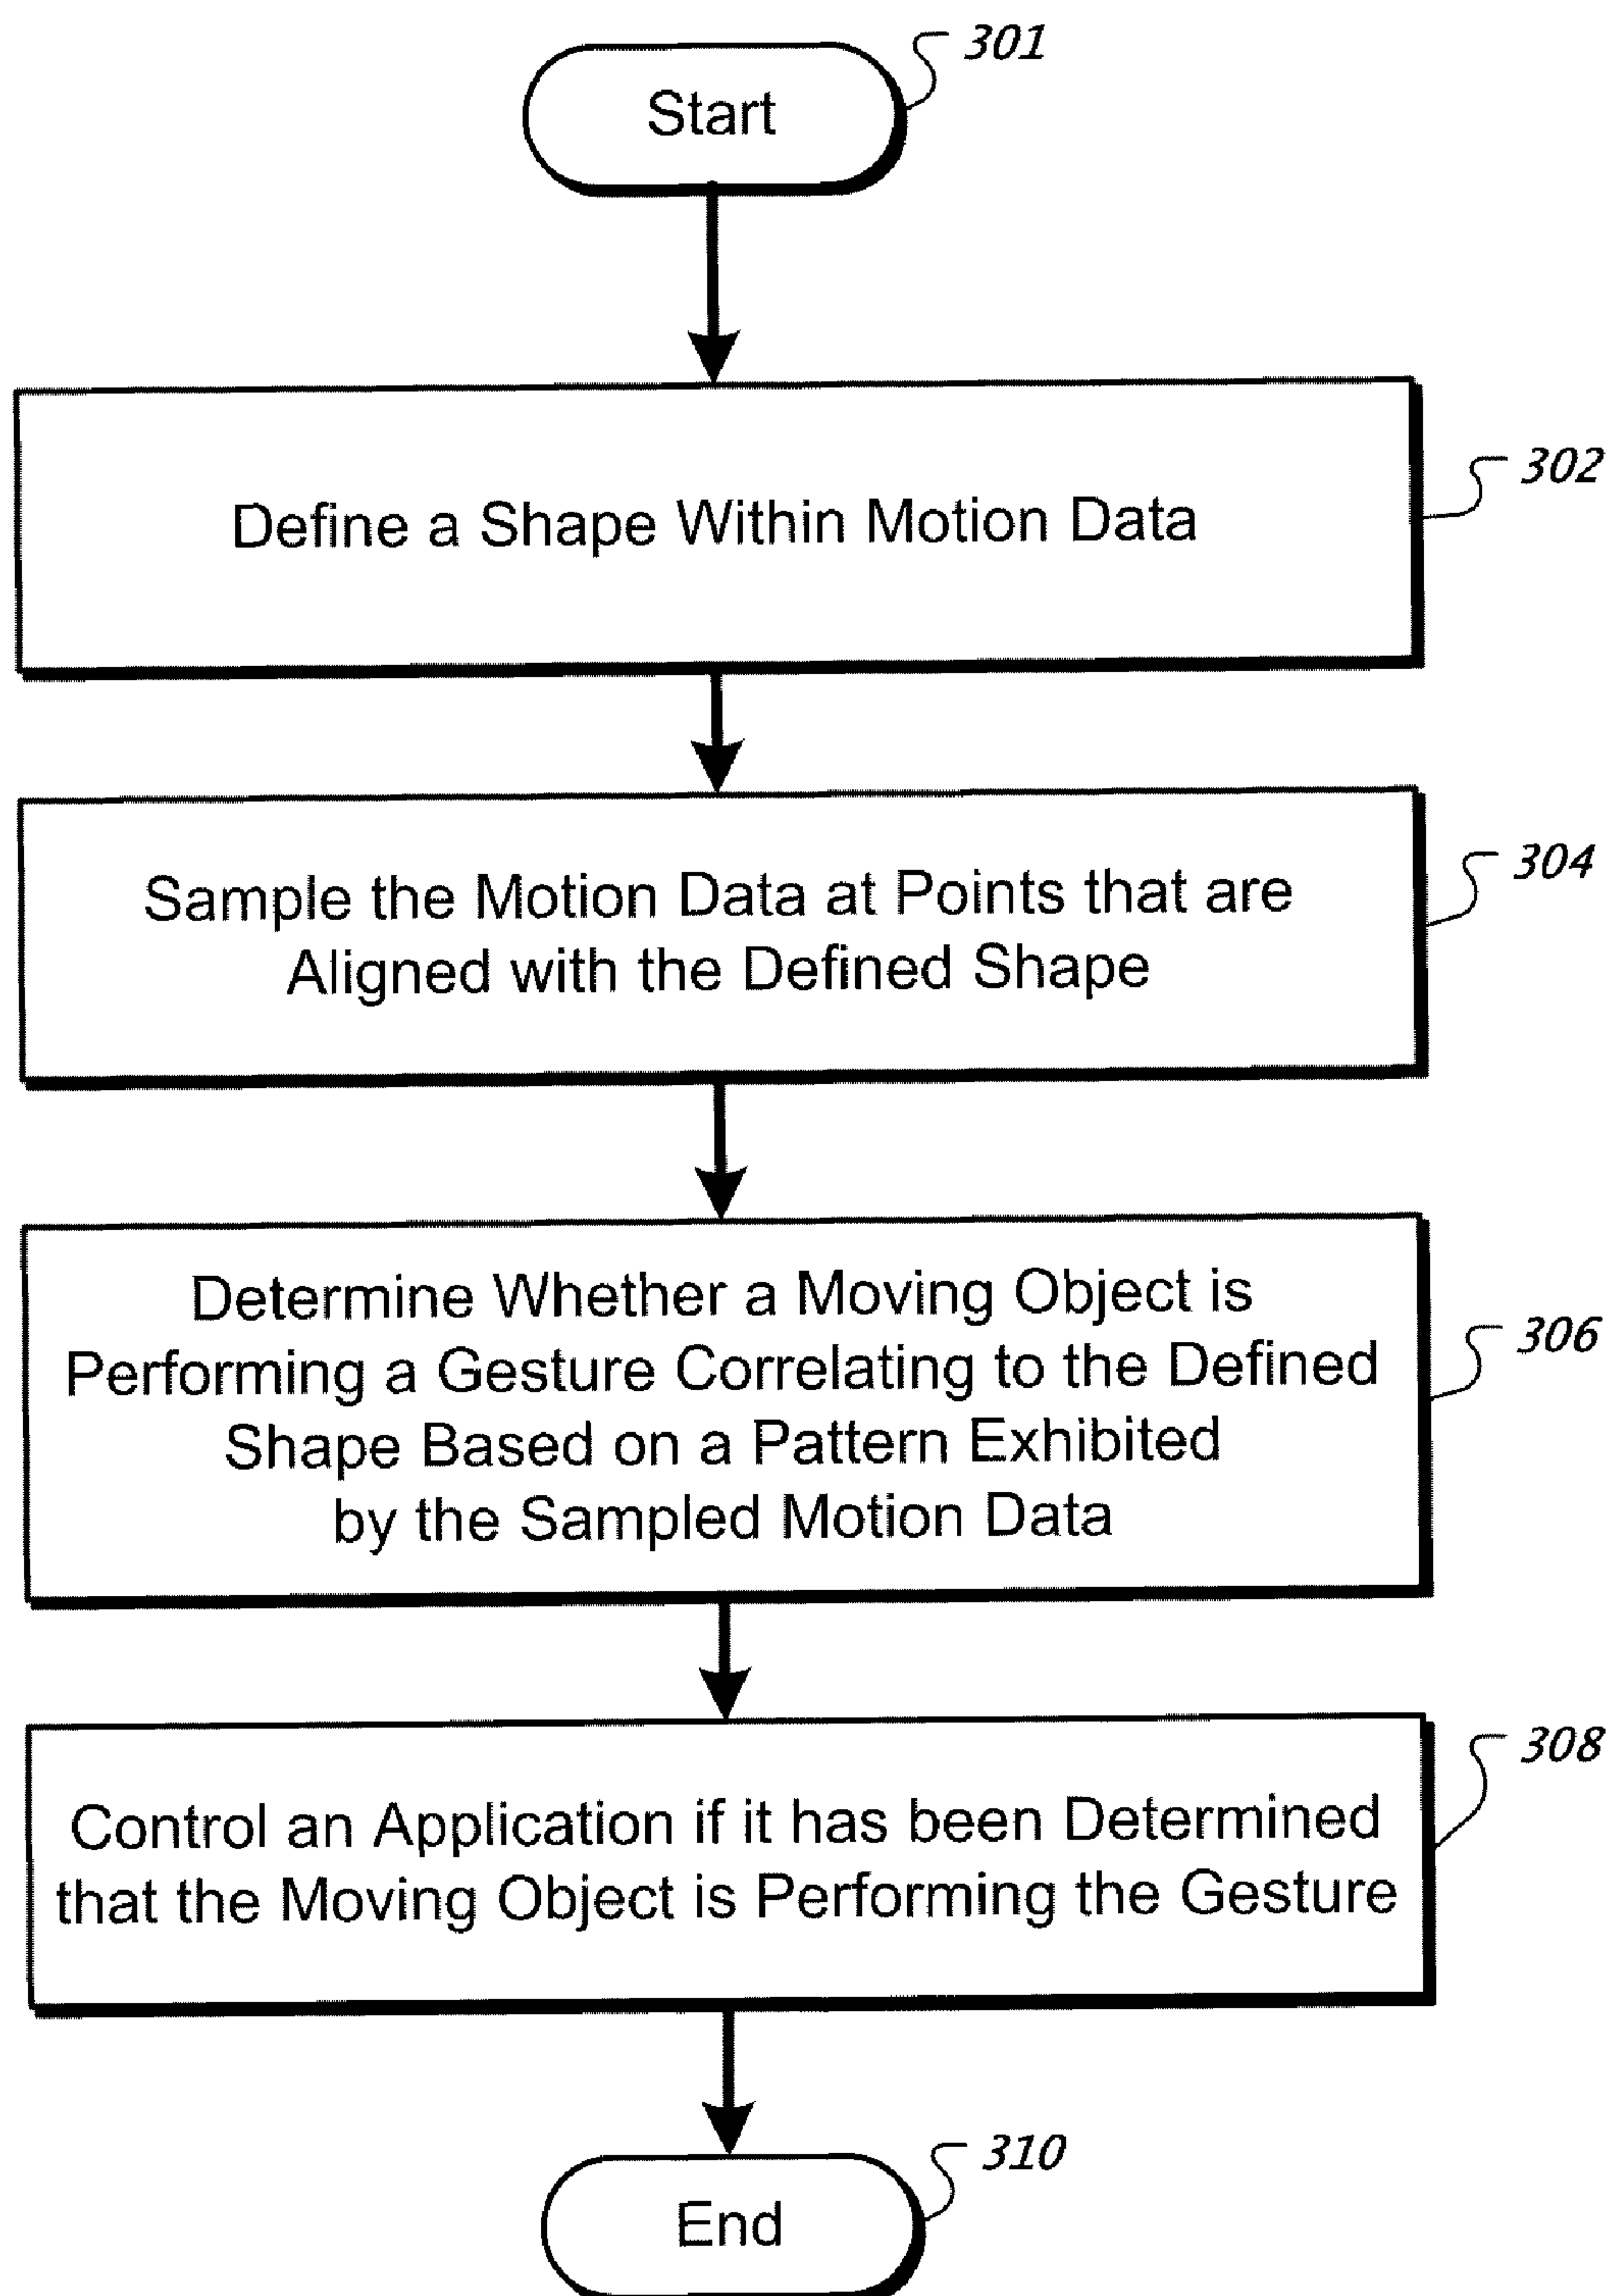 301
Start
302
Define a Shape Within Motion Data
304
Sample the Motion Data at Points that are
Aligned with the Defined Shape
306
Determine Whether a Moving Object is
Performing a Gesture Correlating to the Defined
Shape Based on a Pattern Exhibited
by the Sampled Motion Data
308
Control an Application if it has been Determined
that the Moving Object is Performing the Gesture
310
End